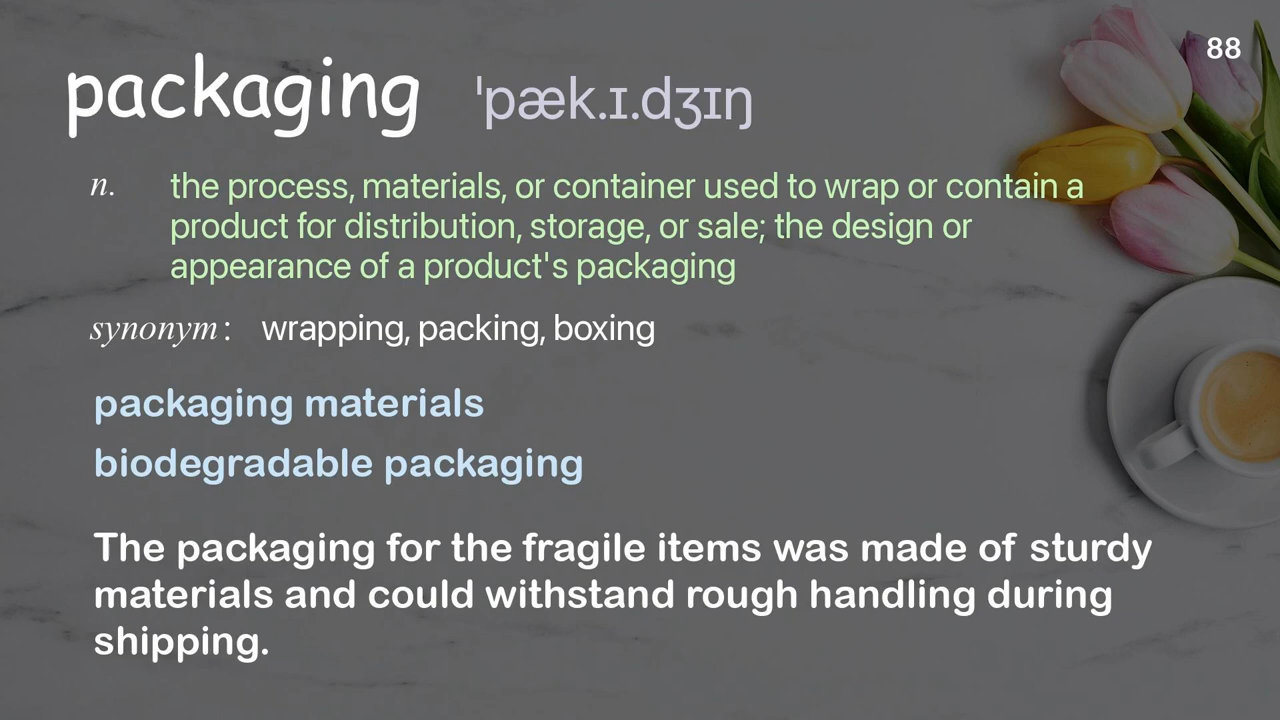 88
packaging ˈpæk.ɪ.dʒɪŋ
n. the process, materials, or container used to wrap or contain a
product for distribution, storage, or sale; the design or
appearance of a product's packaging
synonym: wrapping, packing, boxing
packaging materials
biodegradable packaging
The packaging for the fragile items was made of sturdy
materials and could withstand rough handling during
shipping.